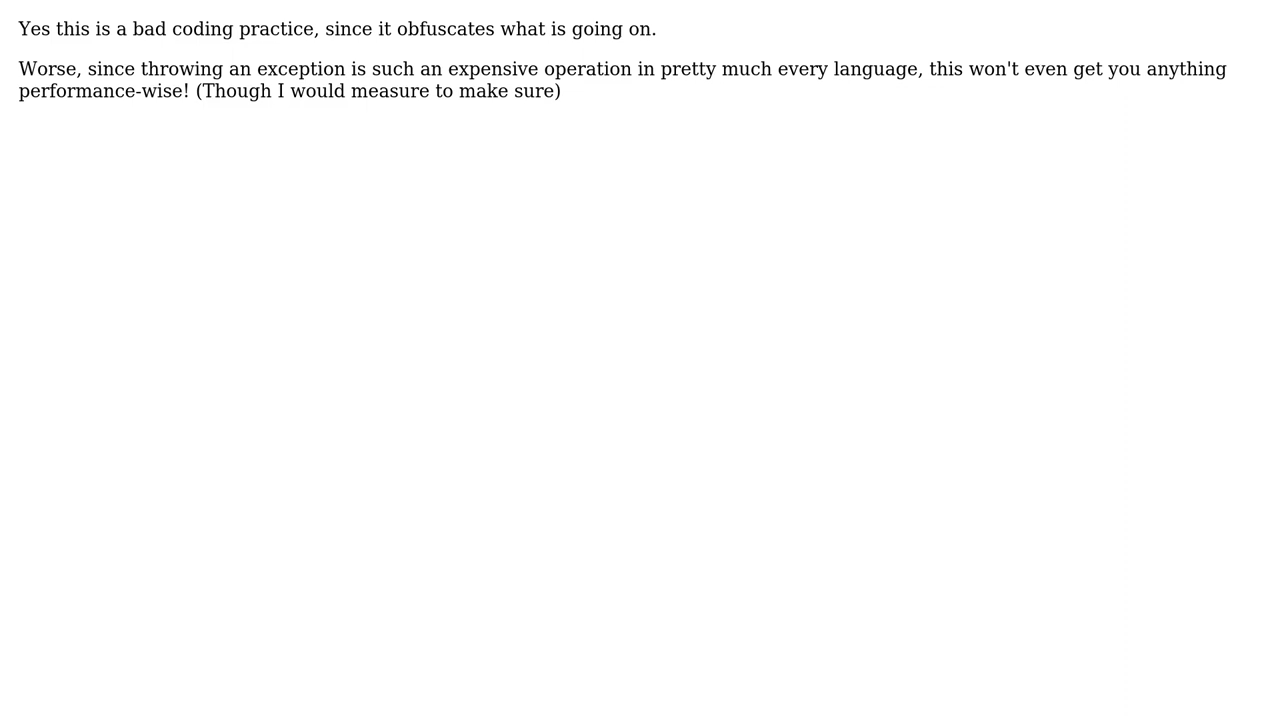 Yes this is a bad coding practice, since it obfuscates what is going on.
Worse, since throwing an exception is such an expensive operation in pretty much every language, this won't even get you anything
performance-wise! (Though I would measure to make sure)